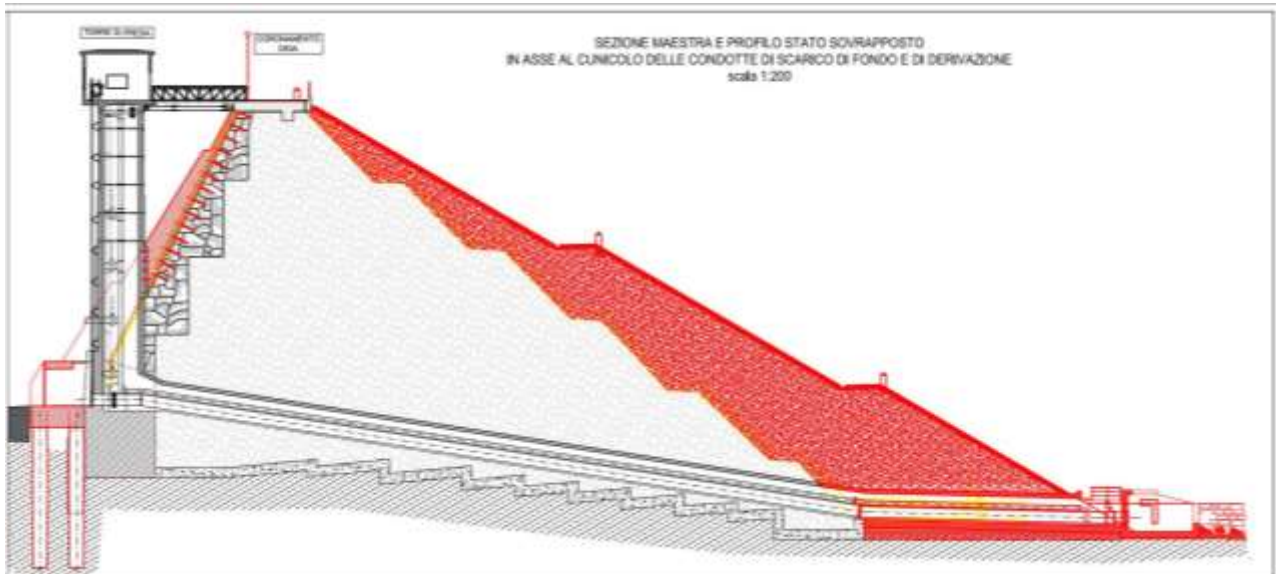 TORRE DI PRESA
CORONAMENTO
DIGA
SEZIONE MAESTRA E PROFILO STATO SOVRAPPOSTO
IN ASSE AL CUNICOLO DELLE CONDOTTE DI SCARICO DI FONDO E DI DERIVAZIONE
scala 1:200